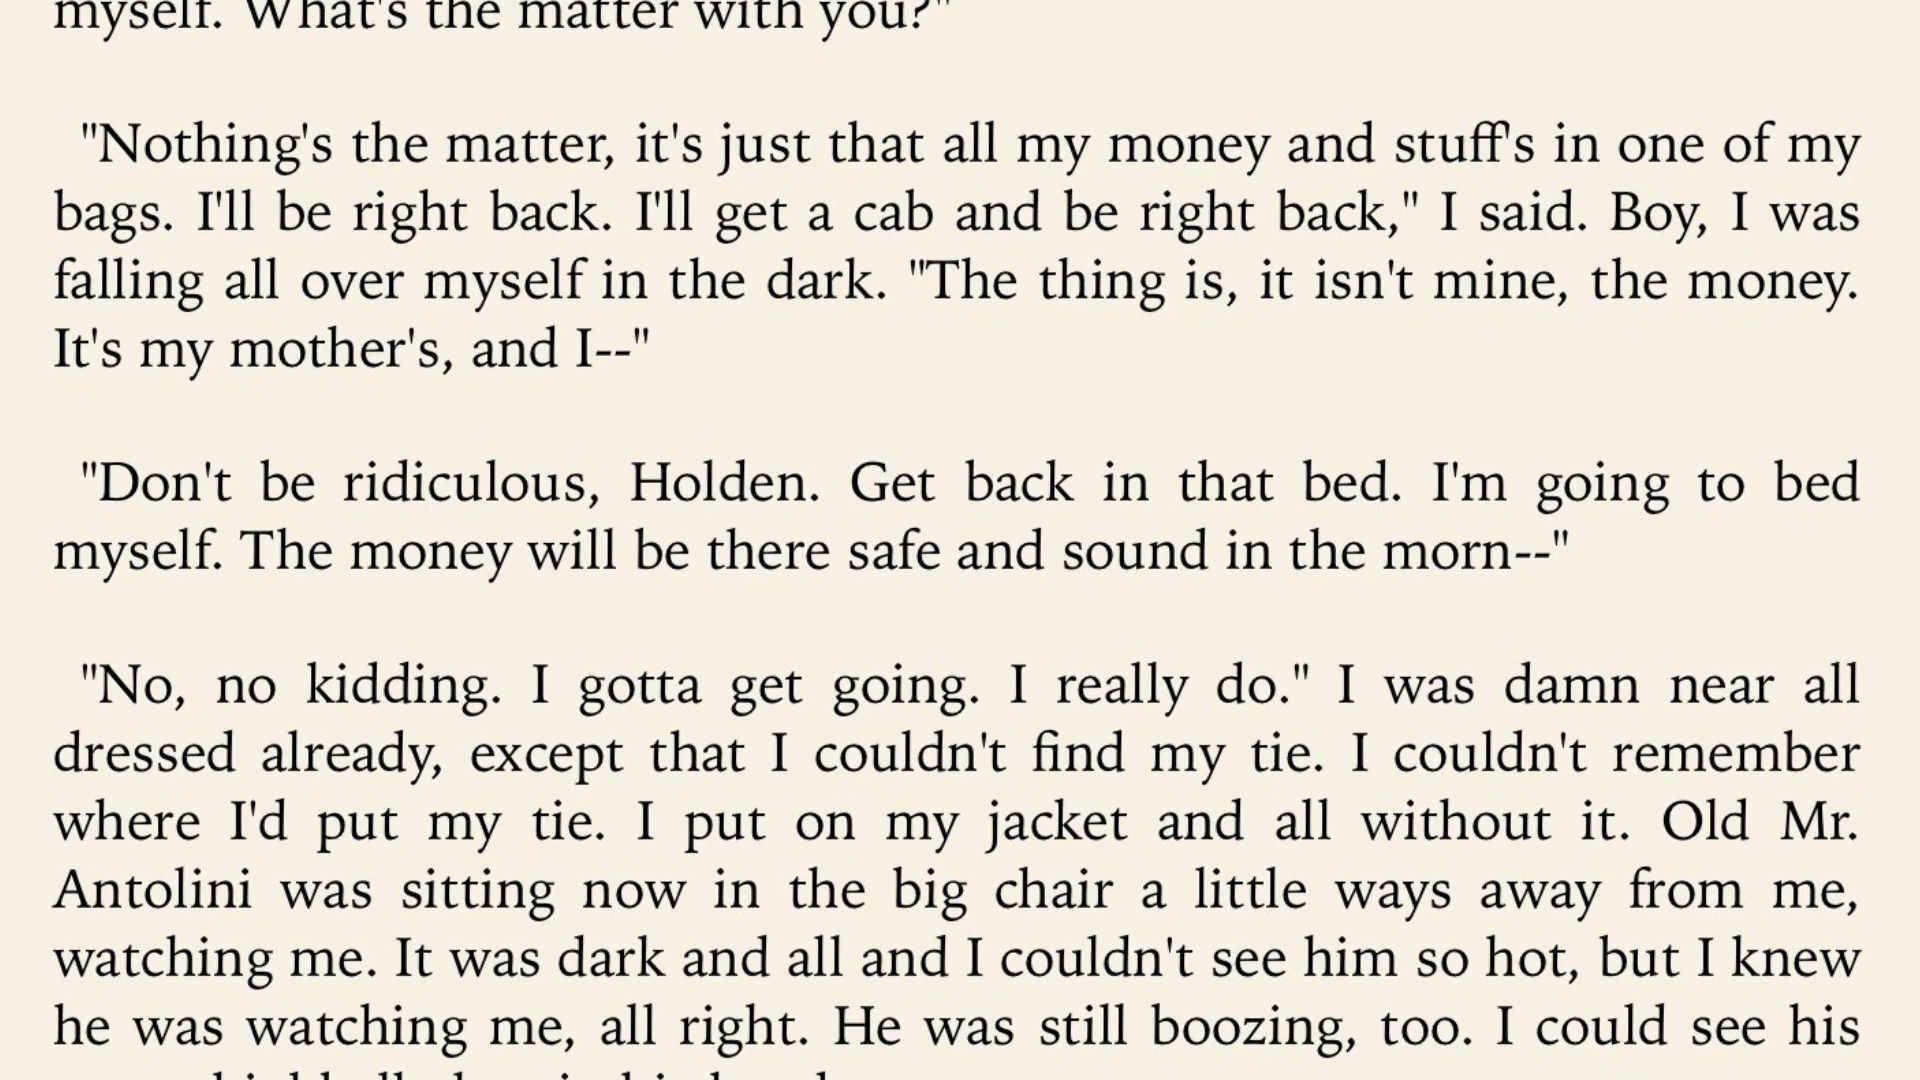 myself. What's the matter with you?"
"Nothing's the matter, it's just that all my money and stuff's in one of my
bags. I'll be right back. I'll get a cab and be right back," I said. Boy, I was
falling all over myself in the dark. "The thing is, it isn't mine, the money.
It's my mother's, and I--"
"Don't be ridiculous, Holden. Get back in that bed. I'm going to bed
myself. The money will be there safe and sound in the morn--"
"No, no kidding. I gotta get going. I really do." I was damn near all
dressed already, except that I couldn't find my tie. I couldn't remember
where I'd put my tie. I put on my jacket and all without it. Old Mr.
Antolini was sitting now in the big chair a little ways away from me,
watching me. It was dark and all and I couldn't see him so hot, but I knew
he was watching me, all right. He was still boozing, too. I could see his